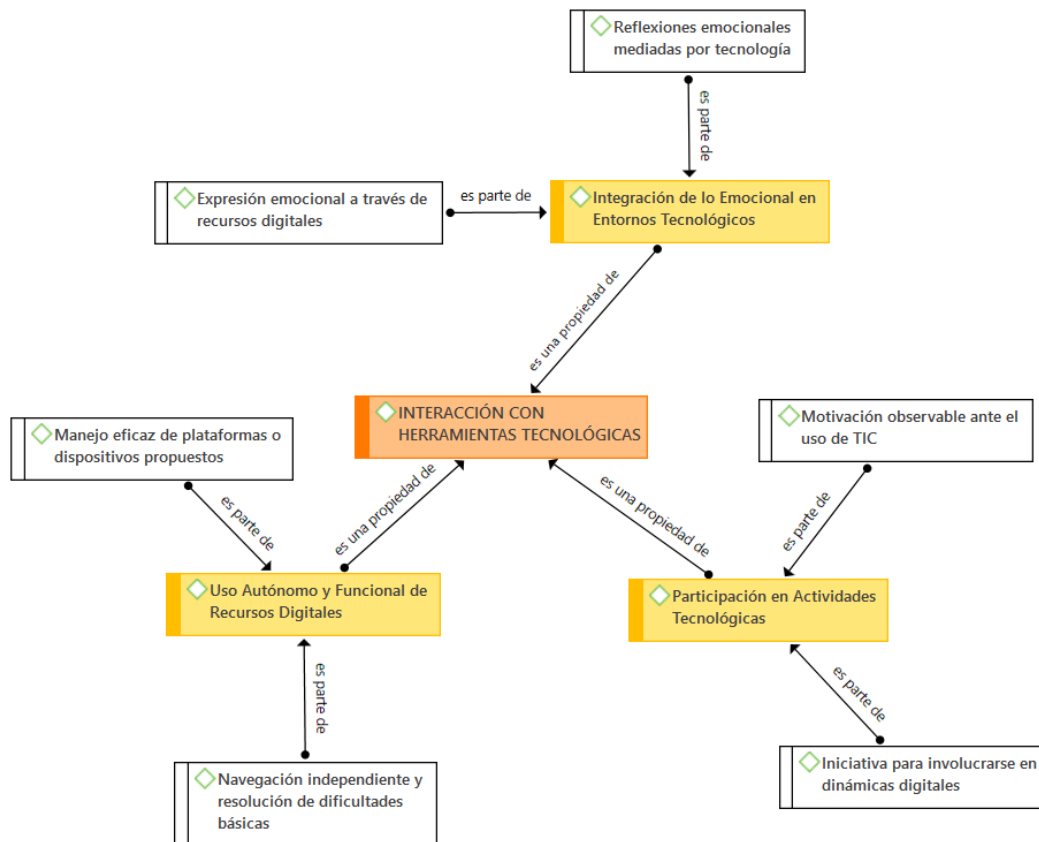 Reflexiones emocionales
mediadas por tecnología
es parte de
Expresión emocional a través de
recursos digitales
es parte de
Integración de lo Emocional en
Entornos Tecnológicos
es una propiedad de
INTERACCIÓN CON
HERRAMIENTAS TECNOLÓGICAS
Manejo eficaz de plataformas o
dispositivos propuestos
Motivación observable ante el
uso de TIC
es parte de
es una propiedad de
es una propiedad de
es parte de
Uso Autónomo y Funcional de
Recursos Digitales
Participación en Actividades
Tecnológicas
es parte de
es parte de
Navegación independiente y
resolución de dificultades
básicas
Iniciativa para involucrarse en
dinámicas digitales